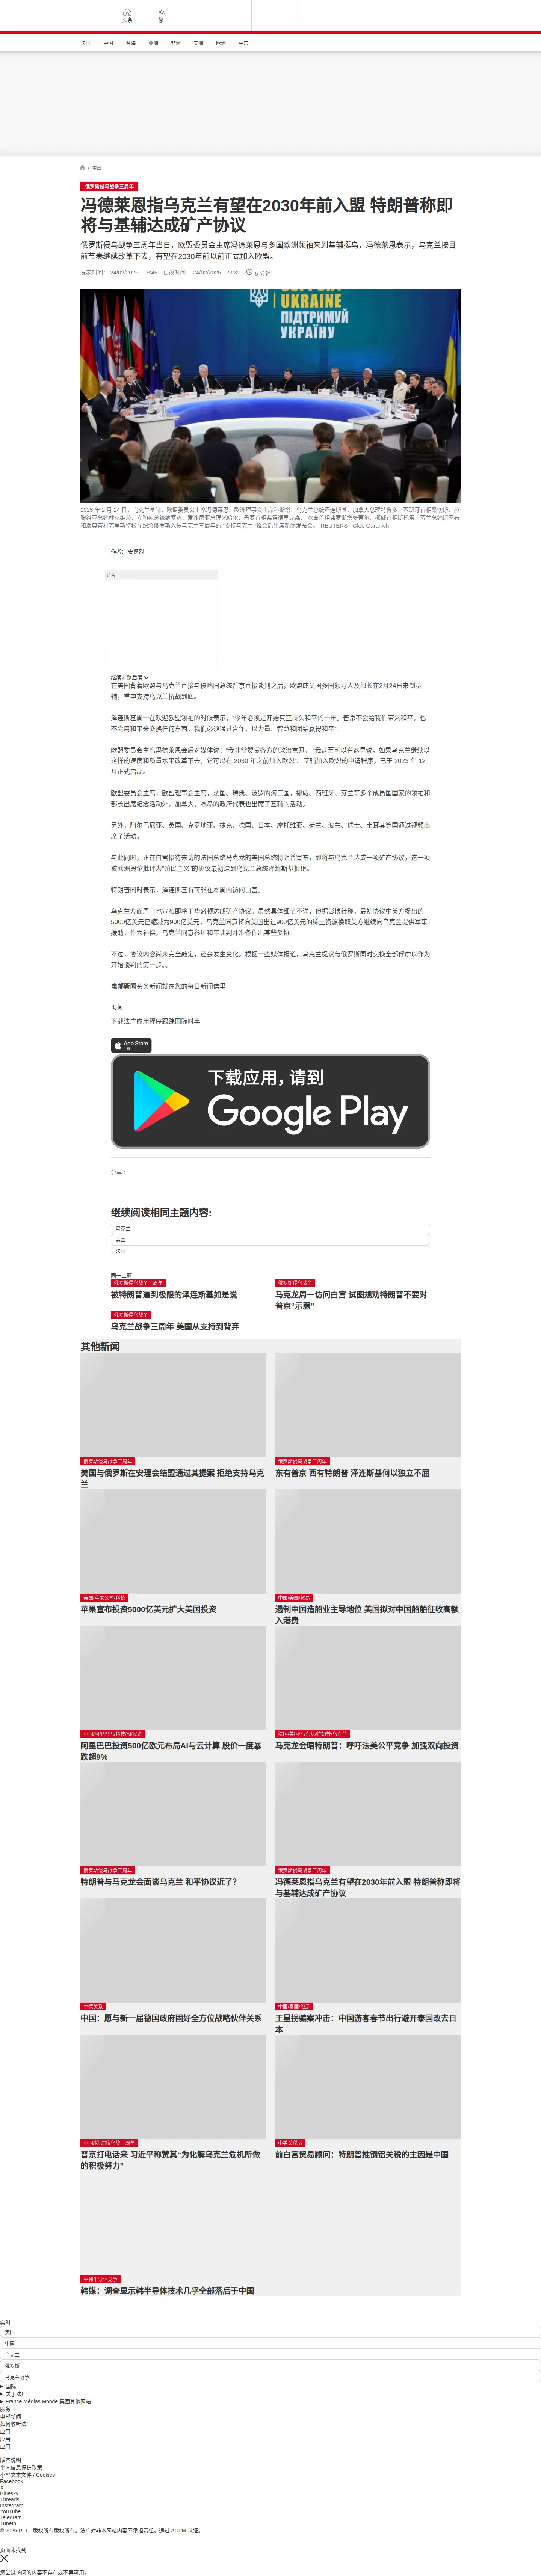 头条
繁
法国
中国
台海
亚洲
非洲
美洲
欧洲
中东
/ 中国
俄罗斯侵乌战争三周年
冯德莱恩指乌克兰有望在2030年前入盟 特朗普称即
将与基辅达成矿产协议
俄罗斯侵乌战争三周年当日，欧盟委员会主席冯德莱恩与多国欧洲领袖来到基辅挺乌，冯德莱恩表示，乌克兰按目
前节奏继续改革下去，有望在2030年前以前正式加入欧盟。
发表时间： 24/02/2025 - 19:46 更改时间： 24/02/2025 - 22:31 5 分钟
SUPPORT
UKRAINE
ПІДТРИМУЙ
УКРАЇНУ
2025 年 2 月 24 日，乌克兰基辅，欧盟委员会主席冯德莱恩、欧洲理事会主席科斯塔、乌克兰总统泽连斯基、加拿大总理特鲁多、西班牙首相桑切斯、拉
脱维亚总统林克维茨、立陶宛总统纳塞达、爱沙尼亚总理米哈尔、丹麦首相弗雷德里克森、 冰岛首相弗罗斯塔多蒂尔、挪威首相斯托雷、芬兰总统斯图布
和瑞典首相克里斯特松在纪念俄罗斯入侵乌克兰三周年的 “支持乌克兰 ”峰会后出席新闻发布会。 REUTERS - Gleb Garanich
作者： 安德烈
广告
继续浏览后续
在美国背着欧盟与乌克兰直接与侵略国总统普京直接谈判之后，欧盟成员国多国领导人及部长在2月24日来到基
辅，重申支持乌克兰抗战到底。
泽连斯基周一在欢迎欧盟领袖的时候表示，“今年必须是开始真正持久和平的一年。普京不会给我们带来和平，也
不会用和平来交换任何东西。我们必须通过合作，以力量、智慧和团结赢得和平”。
欧盟委员会主席冯德莱恩会后对媒体说：“我非常赞赏各方的政治意愿。 “我甚至可以在这里说，如果乌克兰继续以
这样的速度和质量水平改革下去，它可以在 2030 年之前加入欧盟”，基辅加入欧盟的申请程序，已于 2023 年 12
月正式启动。
欧盟委员会主席，欧盟理事会主席，法国、瑞典、波罗的海三国，挪威、西班牙、芬兰等多个成员国国家的领袖和
部长出席纪念活动外，加拿大、冰岛的政府代表也出席了基辅的活动。
另外，阿尔巴尼亚、英国、克罗地亚、捷克、德国、日本、摩托维亚、荷兰、波兰、瑞士、土耳其等国通过视频出
席了活动。
与此同时，正在白宫接待来访的法国总统马克龙的美国总统特朗普宣布，即将与乌克兰达成一项矿产协议，这一项
被欧洲舆论批评为“殖民主义”的协议最初遭到乌克兰总统泽连斯基拒绝。
特朗普同时表示，泽连斯基有可能在本周内访问白宫。
乌克兰方面周一也宣布即将于华盛顿达成矿产协议。虽然具体细节不详，但据彭博社称，最初协议中美方提出的
5000亿美元已缩减为900亿美元，乌克兰同意将向美国出让900亿美元的稀土资源换取美方继续向乌克兰提供军事
援助。作为补偿，乌克兰同意参加和平谈判并准备作出某些妥协。
不过，协议内容尚未完全敲定，还会发生变化。根据一些媒体报道，乌克兰提议与俄罗斯同时交换全部俘虏以作为
开始谈判的第一步。。
电邮新闻头条新闻就在您的每日新闻信里
订阅
下载法广应用程序跟踪国际时事
App Store
下载
下载应用，请到
Google Play
分享：
继续阅读相同主题内容:
乌克兰
美国
法国
同一主题
俄罗斯侵乌战争三周年
被特朗普逼到极限的泽连斯基如是说
俄罗斯侵乌战争
马克龙周一访问白宫 试图规劝特朗普不要对
普京“示弱”
俄罗斯侵乌战争
乌克兰战争三周年 美国从支持到背弃
其他新闻
俄罗斯侵乌战争三周年
美国与俄罗斯在安理会结盟通过其提案 拒绝支持乌克
兰
俄罗斯侵乌战争三周年
东有普京 西有特朗普 泽连斯基何以独立不屈
美国/苹果公司/科技
苹果宣布投资5000亿美元扩大美国投资
中国/美国/贸易
遏制中国造船业主导地位 美国拟对中国船舶征收高额
入港费
中国/阿里巴巴/科技/AI/民企
阿里巴巴投资500亿欧元布局AI与云计算 股价一度暴
跌超9%
法国/美国/马克龙/特朗普/乌克兰
马克龙会晤特朗普：呼吁法美公平竞争 加强双向投资
俄罗斯侵乌战争三周年
特朗普与马克龙会面谈乌克兰 和平协议近了？
俄罗斯侵乌战争三周年
冯德莱恩指乌克兰有望在2030年前入盟 特朗普称即将
与基辅达成矿产协议
中德关系
中国：愿与新一届德国政府固好全方位战略伙伴关系
中国/泰国/旅游
王星拐骗案冲击：中国游客春节出行避开泰国改去日
本
中国/俄罗斯/乌战三周年
普京打电话来 习近平称赞其“为化解乌克兰危机所做
的积极努力”
中美关税战
前白宫贸易顾问：特朗普推钢铝关税的主因是中国
中韩半导体竞争
韩媒：调查显示韩半导体技术几乎全部落后于中国
实时
美国
中国
乌克兰
俄罗斯
乌克兰战争
国际
关于法广
France Médias Monde 集团其他网站
服务
电邮新闻
如何收听法广
应用
应用
应用
版本说明
个人信息保护政策
小型文本文件 / Cookies
Facebook
X
Bluesky
Threads
Instagram
YouTube
Telegram
TuneIn
© 2025 RFI – 版权所有版权所有。法广对非本网站内容不承担责任。通过 ACPM 认证。
页面未找到
您尝试访问的内容不存在或不再可用。